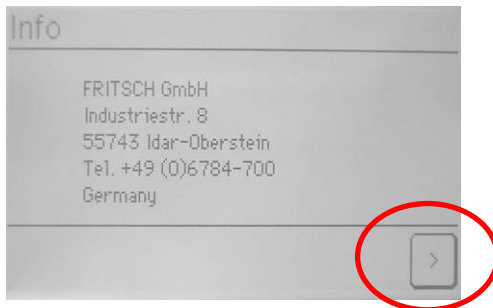 Info
FRITSCH GmbH
Industriestr. 8
55743 Idar-Oberstein
Tel. +49 (0)6784-700
Germany
>